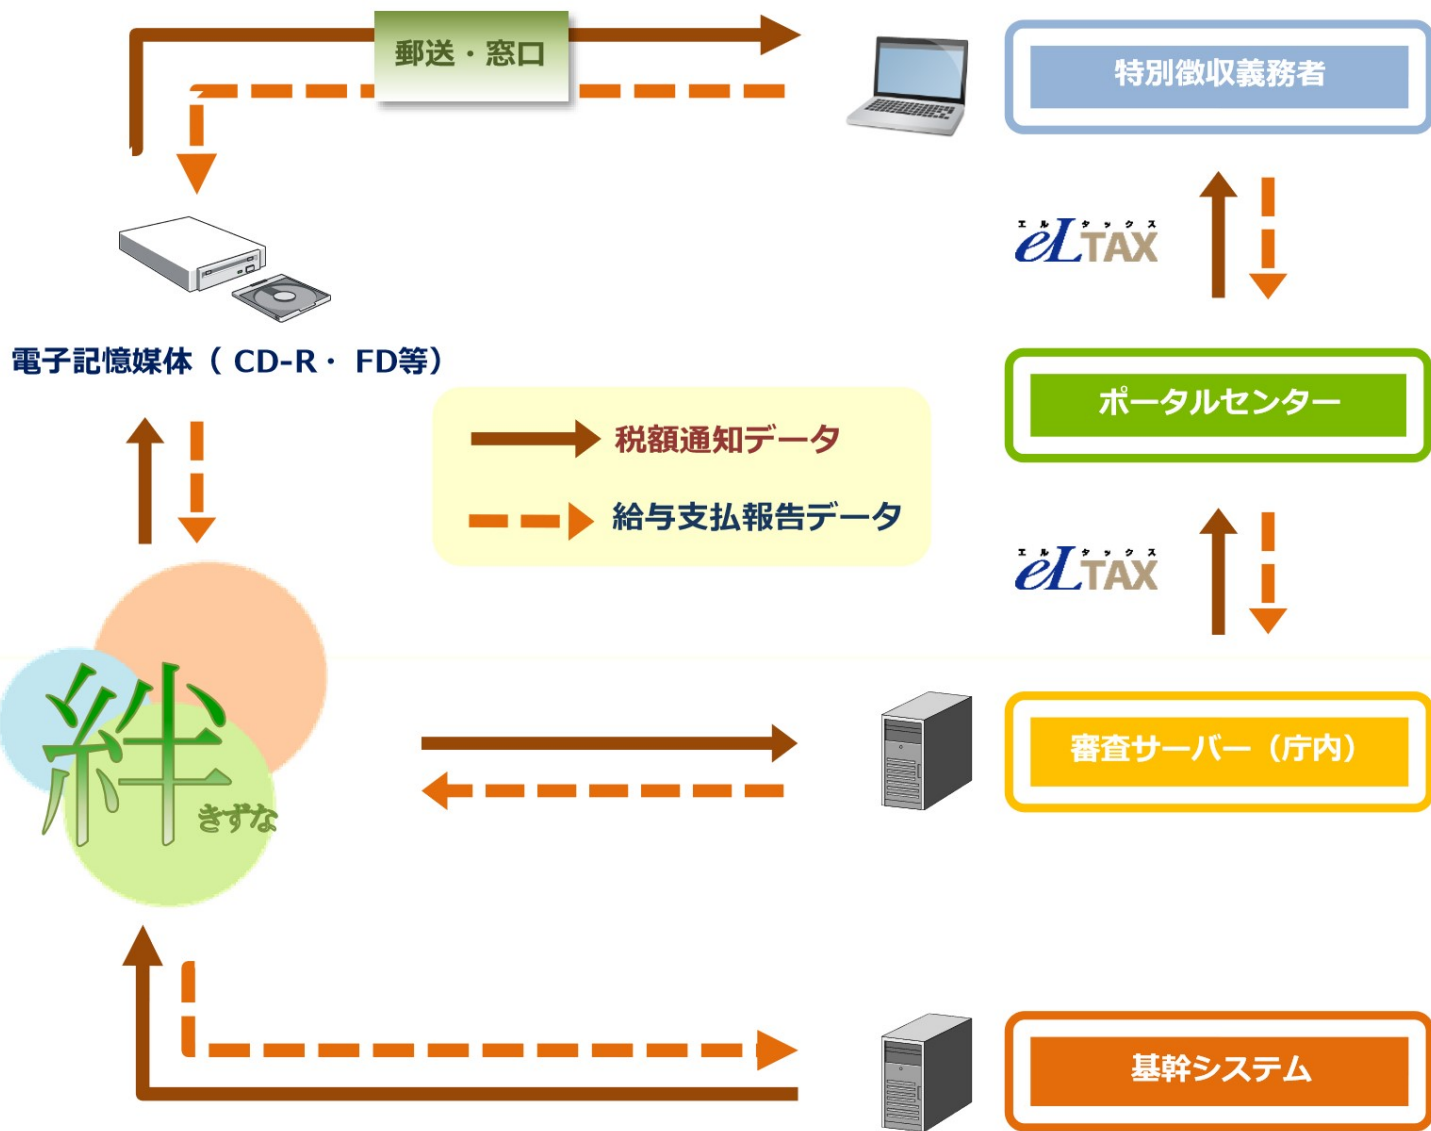 郵送・窓口
特別徴収義務者
エルタックス
eLTAX
電子記憶媒体（ CD-R・ FD等）
ポータルセンター
税額通知データ
給与支払報告データ
エルタックス
eLTAX
絆
きずな
審査サーバー（庁内）
基幹システム